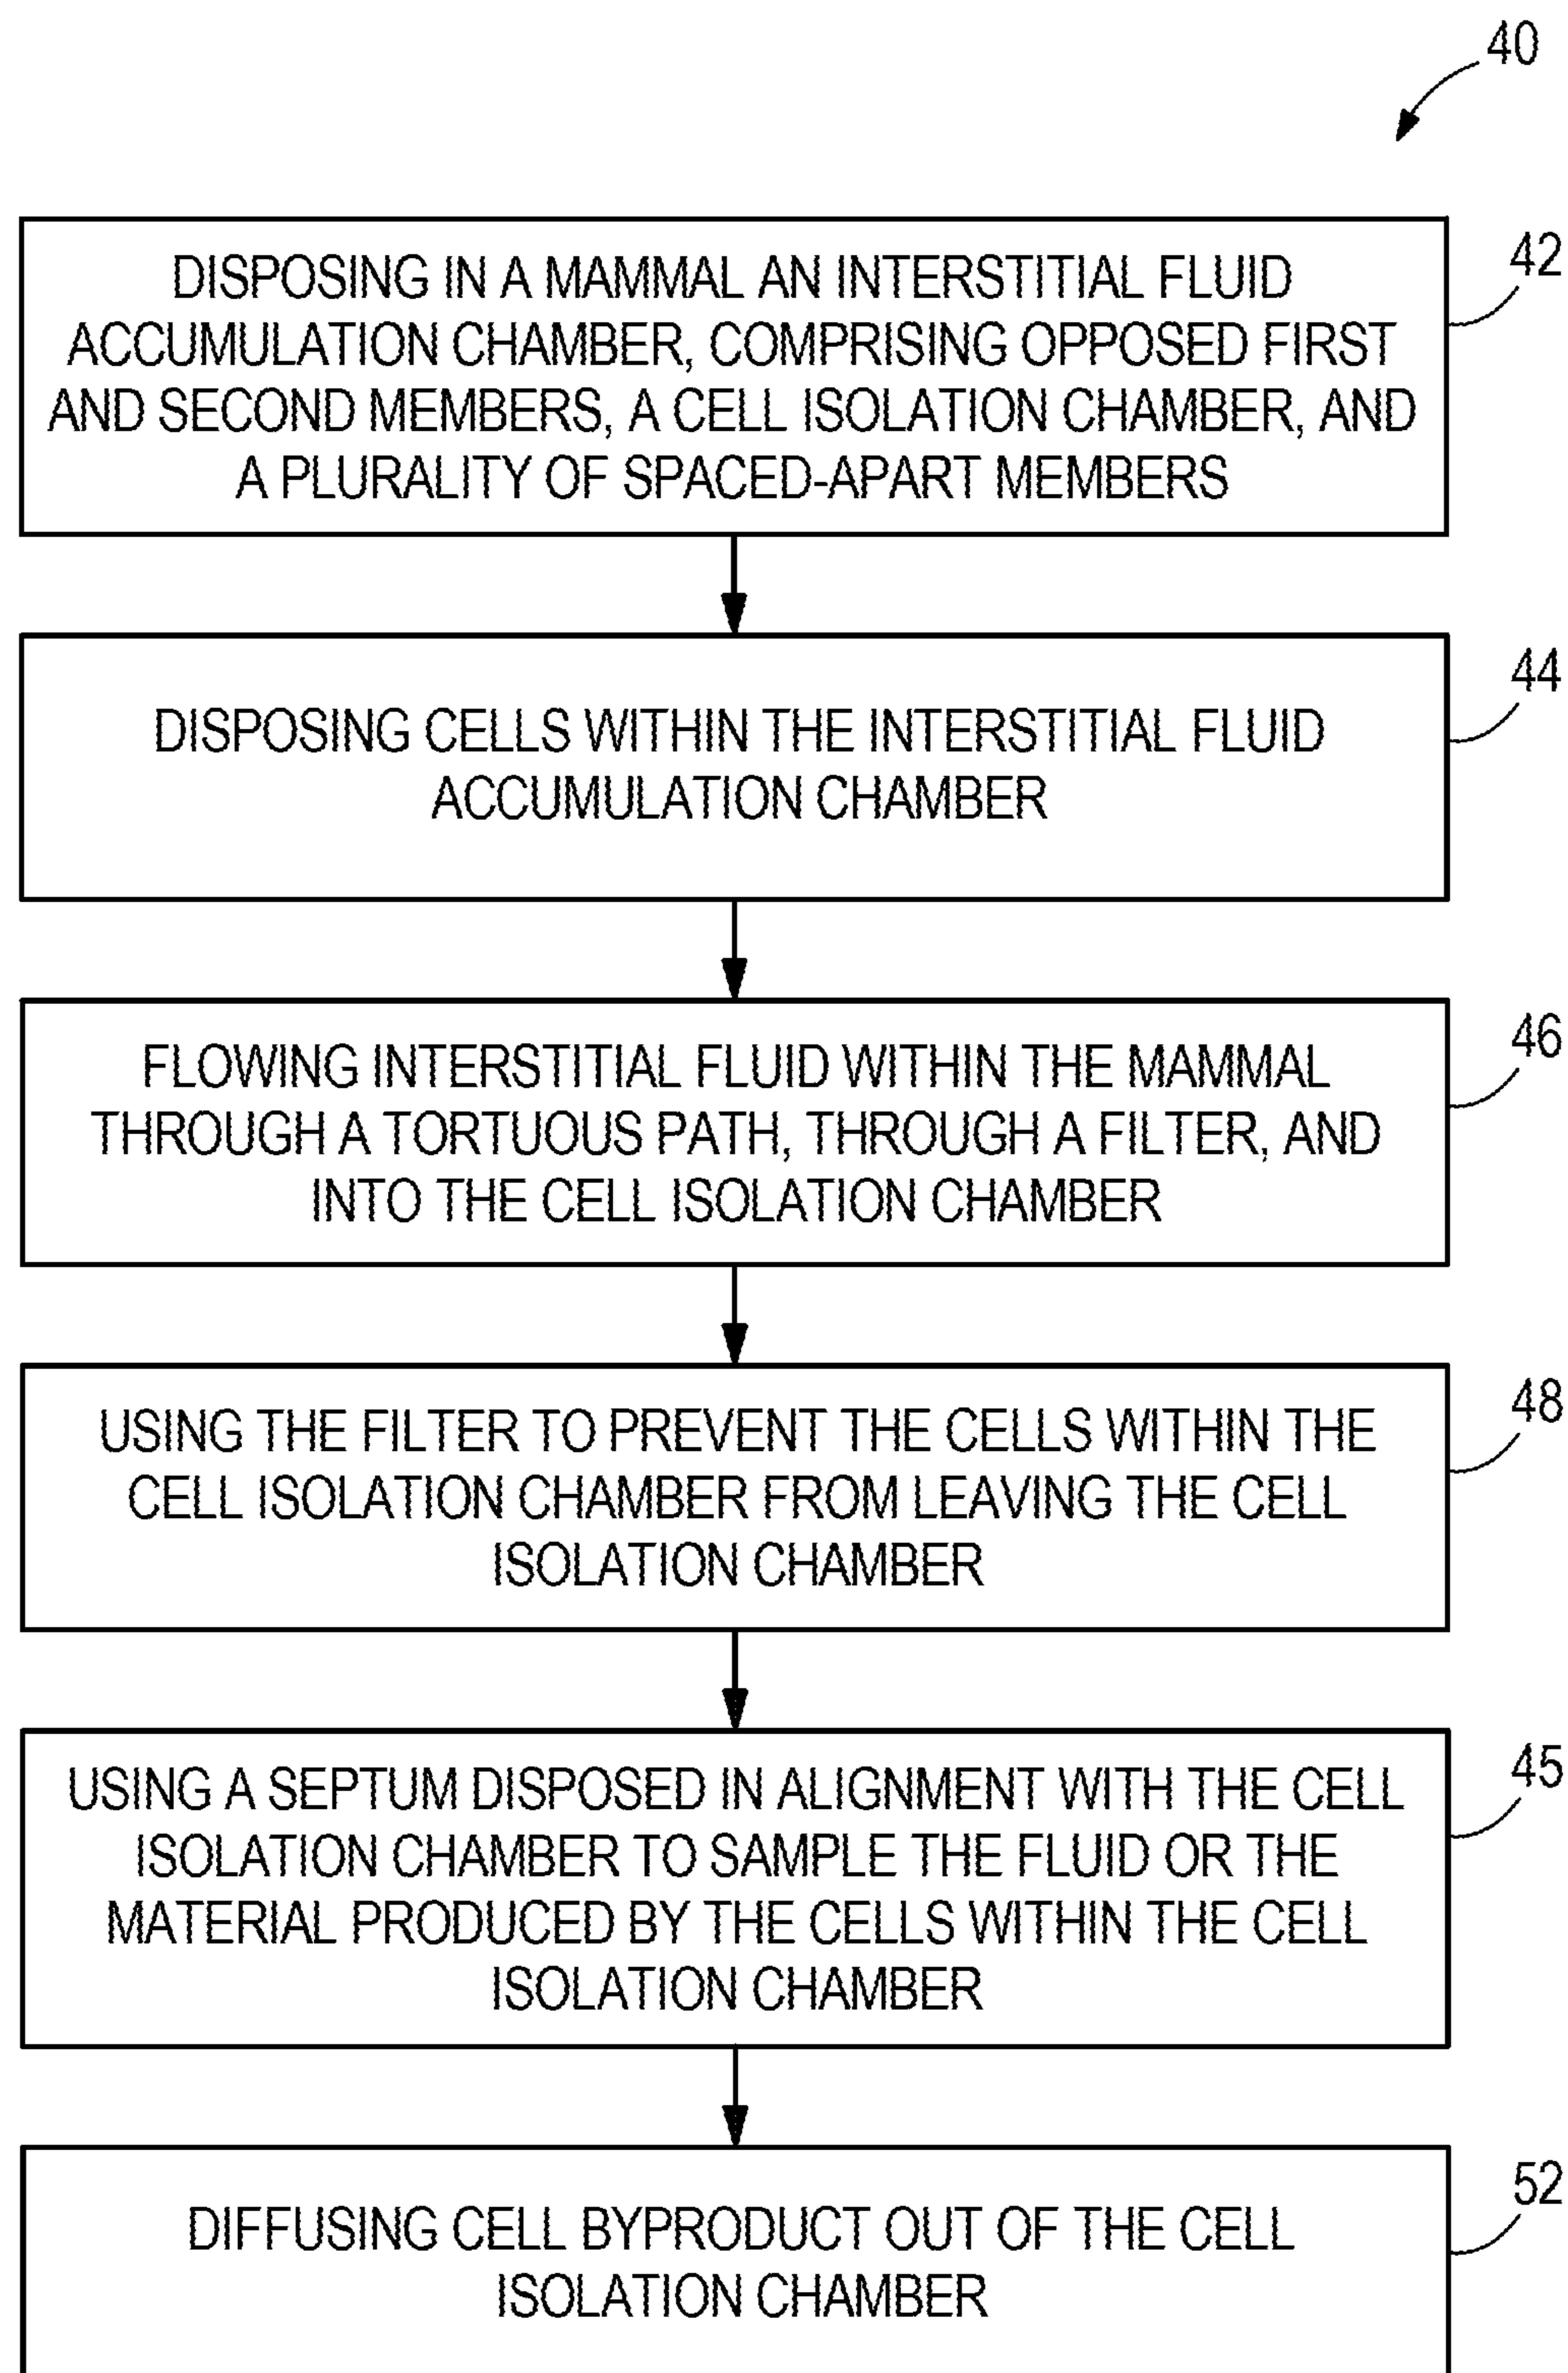 40
DISPOSING IN A MAMMAL AN INTERSTITIAL FLUID
ACCUMULATION CHAMBER, COMPRISING OPPOSED FIRST
AND SECOND MEMBERS, A CELL ISOLATION CHAMBER, AND
A PLURALITY OF SPACED-APART MEMBERS
42
DISPOSING CELLS WITHIN THE INTERSTITIAL FLUID
ACCUMULATION CHAMBER
44
FLOWING INTERSTITIAL FLUID WITHIN THE MAMMAL
THROUGH A TORTUOUS PATH, THROUGH A FILTER, AND
INTO THE CELL ISOLATION CHAMBER
46
USING THE FILTER TO PREVENT THE CELLS WITHIN THE
CELL ISOLATION CHAMBER FROM LEAVING THE CELL
ISOLATION CHAMBER
48
USING A SEPTUM DISPOSED IN ALIGNMENT WITH THE CELL
ISOLATION CHAMBER TO SAMPLE THE FLUID OR THE
MATERIAL PRODUCED BY THE CELLS WITHIN THE CELL
ISOLATION CHAMBER
45
DIFFUSING CELL BYPRODUCT OUT OF THE CELL
ISOLATION CHAMBER
52